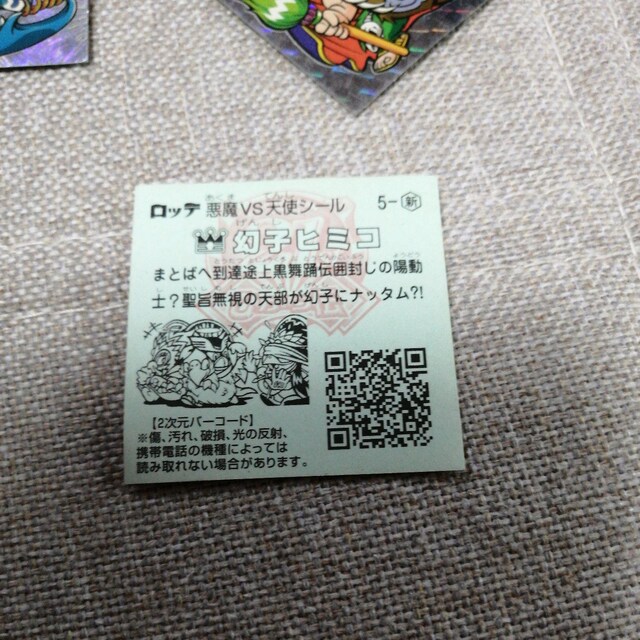 ロッテ 悪魔VS天使シール 5-新
幻子ヒミコ
まとばへ到達途上黒舞踊伝囲封じの陽動
士？聖旨無視の天部が幻子にナッタム?!
【2次元バーコード】
※傷、汚れ、破損、光の反射、
携帯電話の機種によっては
読み取れない場合があります。